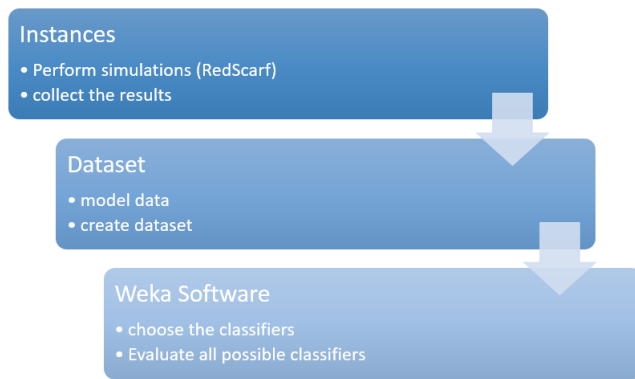 Instances
• Perform simulations (RedScarf)
• collect the results
Dataset
• model data
• create dataset
Weka Software
• choose the classifiers
• Evaluate all possible classifiers